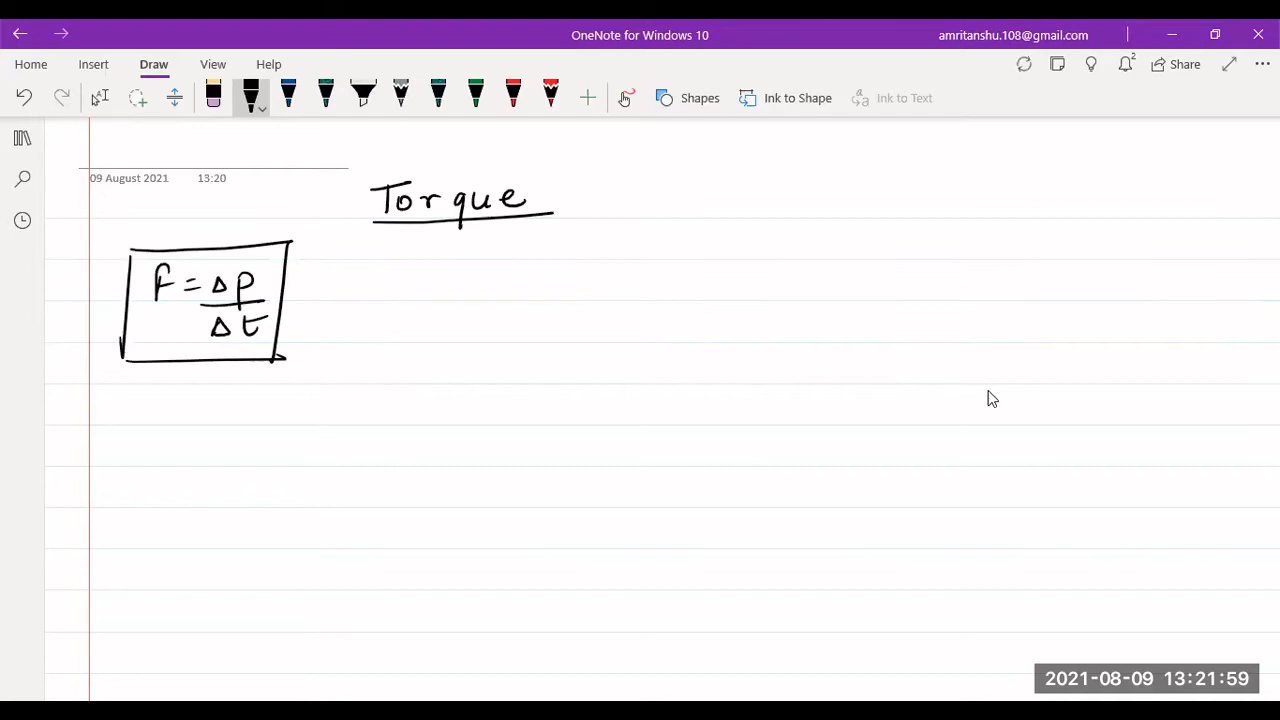 OneNote for Windows 10
amritanshu.108@gmail.com
Home
Insert
Draw
View
Help
2
Share
Shapes
Ink to Shape
Ink to Text
09 August 2021
13:20
Torque
F = Δp
Δt
2021-08-09 13:21:59